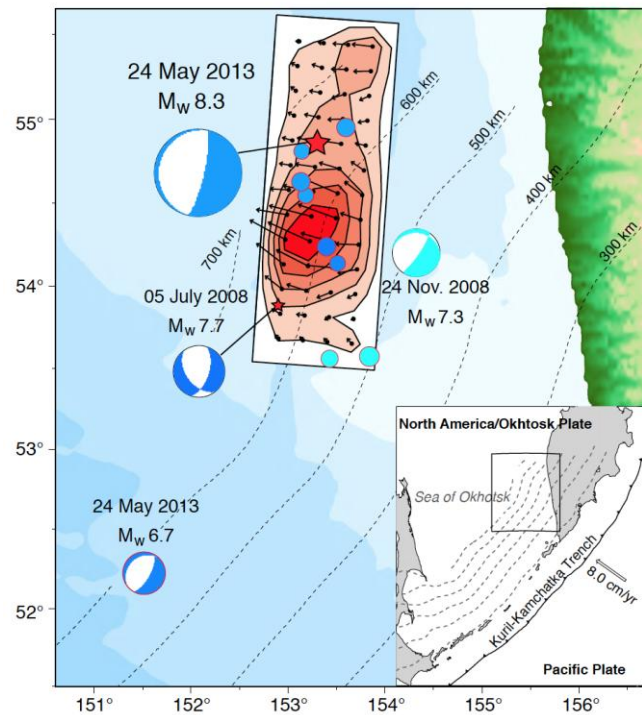 24 May 2013
Mw 8.3
55°
600 km
500 km
400 km
300 km
700 km
54°
05 July 2008
Mw 7.7
24 Nov. 2008
Mw 7.3
53°
24 May 2013
Mw 6.7
52°
North America/Okhtosk Plate
Sea of Okhotsk
Kuril-Kamchatka Trench
8.0 cm/yr
Pacific Plate
151° 152° 153° 154° 155° 156°